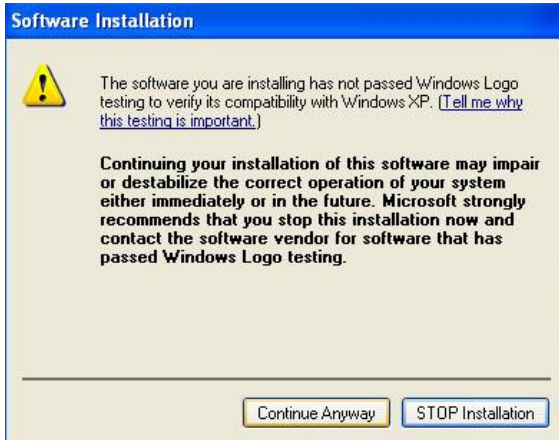 Software Installation
The software you are installing has not passed Windows Logo
testing to verify its compatibility with Windows XP. (Tell me why
this testing is important.)
Continuing your installation of this software may impair
or destabilize the correct operation of your system
either immediately or in the future. Microsoft strongly
recommends that you stop this installation now and
contact the software vendor for software that has
passed Windows Logo testing.
Continue Anyway STOP Installation